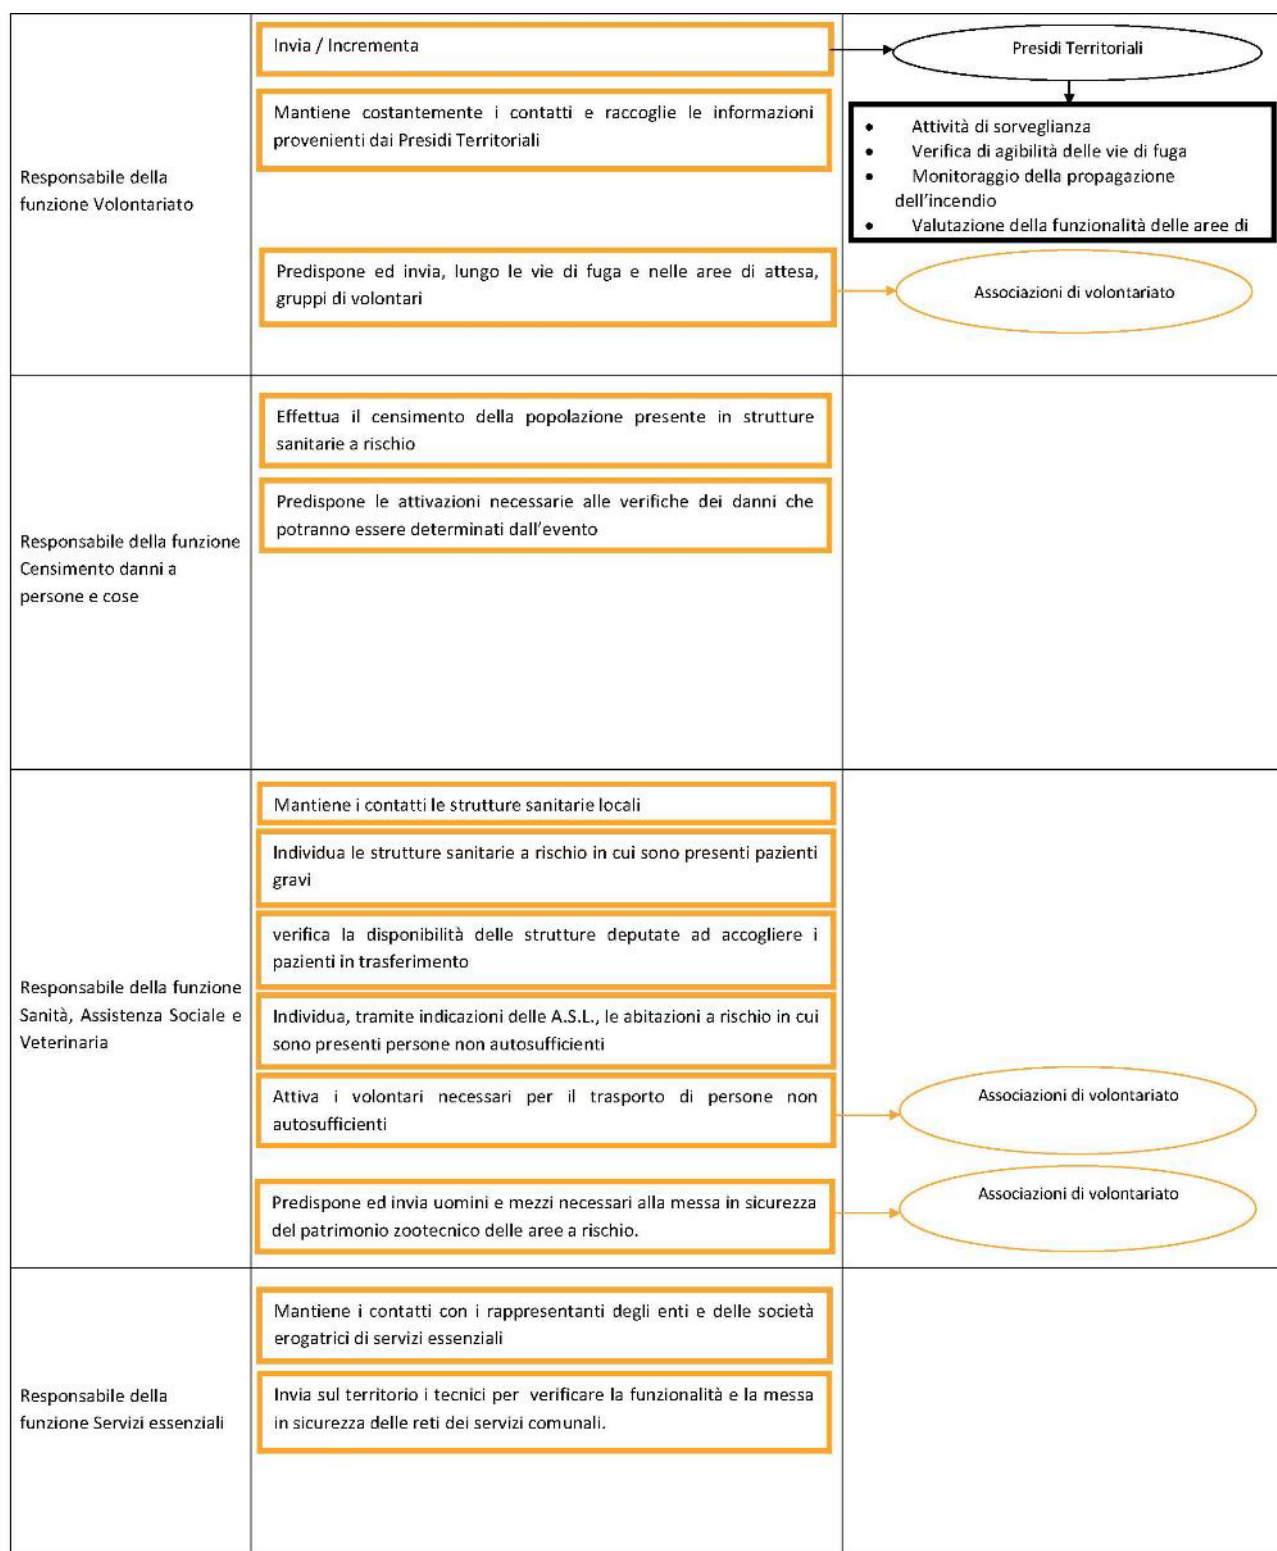 Responsabile della
funzione Volontariato
Invia / Incrementa
Presidi Territoriali
Mantiene costantemente i contatti e raccoglie le informazioni
provenienti dai Presidi Territoriali
• Attività di sorveglianza
• Verifica di agibilità delle vie di fuga
• Monitoraggio della propagazione
dell'incendio
• Valutazione della funzionalità delle aree di
Predispone ed invia, lungo le vie di fuga e nelle aree di attesa,
gruppi di volontari
Associazioni di volontariato
Responsabile della funzione
Censimento danni a
persone e cose
Effettua il censimento della popolazione presente in strutture
sanitarie a rischio
Predispone le attivazioni necessarie alle verifiche dei danni che
potranno essere determinati dall'evento
Responsabile della funzione
Sanità, Assistenza Sociale e
Veterinaria
Mantiene i contatti le strutture sanitarie locali
Individua le strutture sanitarie a rischio in cui sono presenti pazienti
gravi
verifica la disponibilità delle strutture deputate ad accogliere i
pazienti in trasferimento
Individua, tramite indicazioni delle A.S.L., le abitazioni a rischio in cui
sono presenti persone non autosufficienti
Attiva i volontari necessari per il trasporto di persone non
autosufficienti
Associazioni di volontariato
Predispone ed invia uomini e mezzi necessari alla messa in sicurezza
del patrimonio zootecnico delle aree a rischio.
Associazioni di volontariato
Responsabile della
funzione Servizi essenziali
Mantiene i contatti con i rappresentanti degli enti e delle società
erogatrici di servizi essenziali
Invia sul territorio i tecnici per verificare la funzionalità e la messa
in sicurezza delle reti dei servizi comunali.